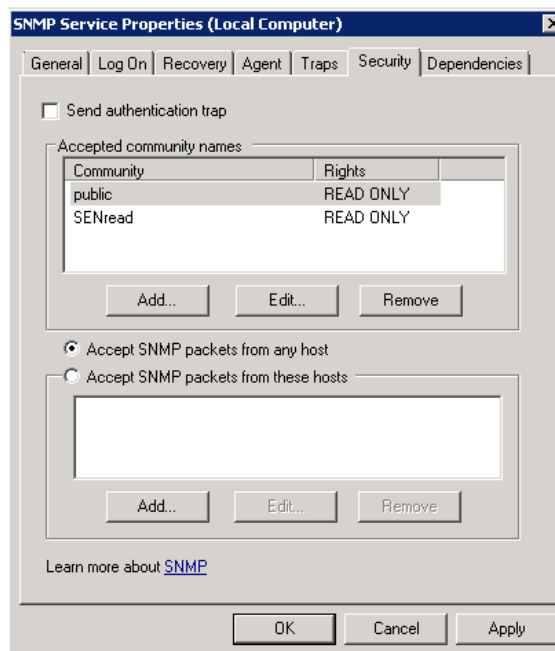 SNMP Service Properties (Local Computer)
General Log On Recovery Agent Traps Security Dependencies
Send authentication trap
Accepted community names
Community Rights
public READ ONLY
SENread READ ONLY
Add... Edit... Remove
Accept SNMP packets from any host
Accept SNMP packets from these hosts
Add... Edit... Remove
Learn more about SNMP
OK Cancel Apply